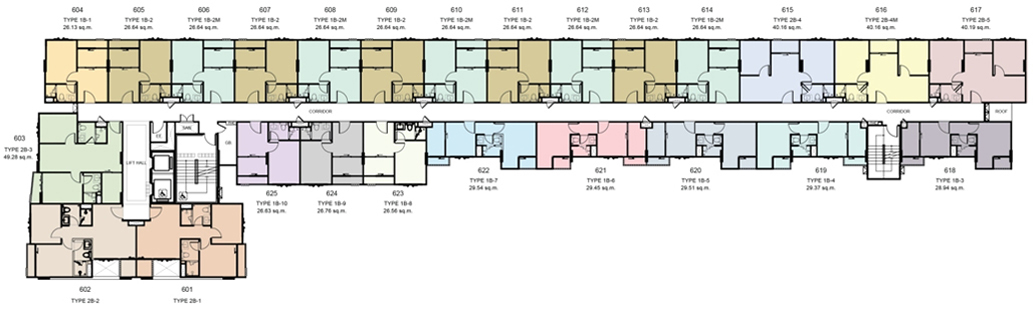 604
TYPE 1B-1
26.13 sq.m.
605
TYPE 1B-2
26.64 sq.m.
606
TYPE 1B-2M
26.64 sq.m.
607
TYPE 1B-2
26.64 sq.m.
608
TYPE 1B-2M
26.64 sq.m.
609
TYPE 1B-2
26.64 sq.m.
610
TYPE 1B-2M
26.64 sq.m.
611
TYPE 1B-2
26.64 sq.m.
612
TYPE 1B-2M
26.64 sq.m.
613
TYPE 1B-2
26.64 sq.m.
614
TYPE 1B-2M
26.64 sq.m.
615
TYPE 2B-4
40.16 sq.m.
616
TYPE 2B-4M
40.16 sq.m.
617
TYPE 2B-5
40.19 sq.m.
CORRIDOR
CORRIDOR
ROOF
603
TYPE 2B-3
49.28 sq.m.
LIFT HALL
EE
GB
625
TYPE 1B-10
26.63 sq.m.
624
TYPE 1B-9
26.76 sq.m.
623
TYPE 1B-8
26.56 sq.m.
622
TYPE 1B-7
29.54 sq.m.
621
TYPE 1B-6
29.45 sq.m.
620
TYPE 1B-5
29.51 sq.m.
619
TYPE 1B-4
29.37 sq.m.
618
TYPE 1B-3
28.94 sq.m.
602
TYPE 2B-2
601
TYPE 2B-1